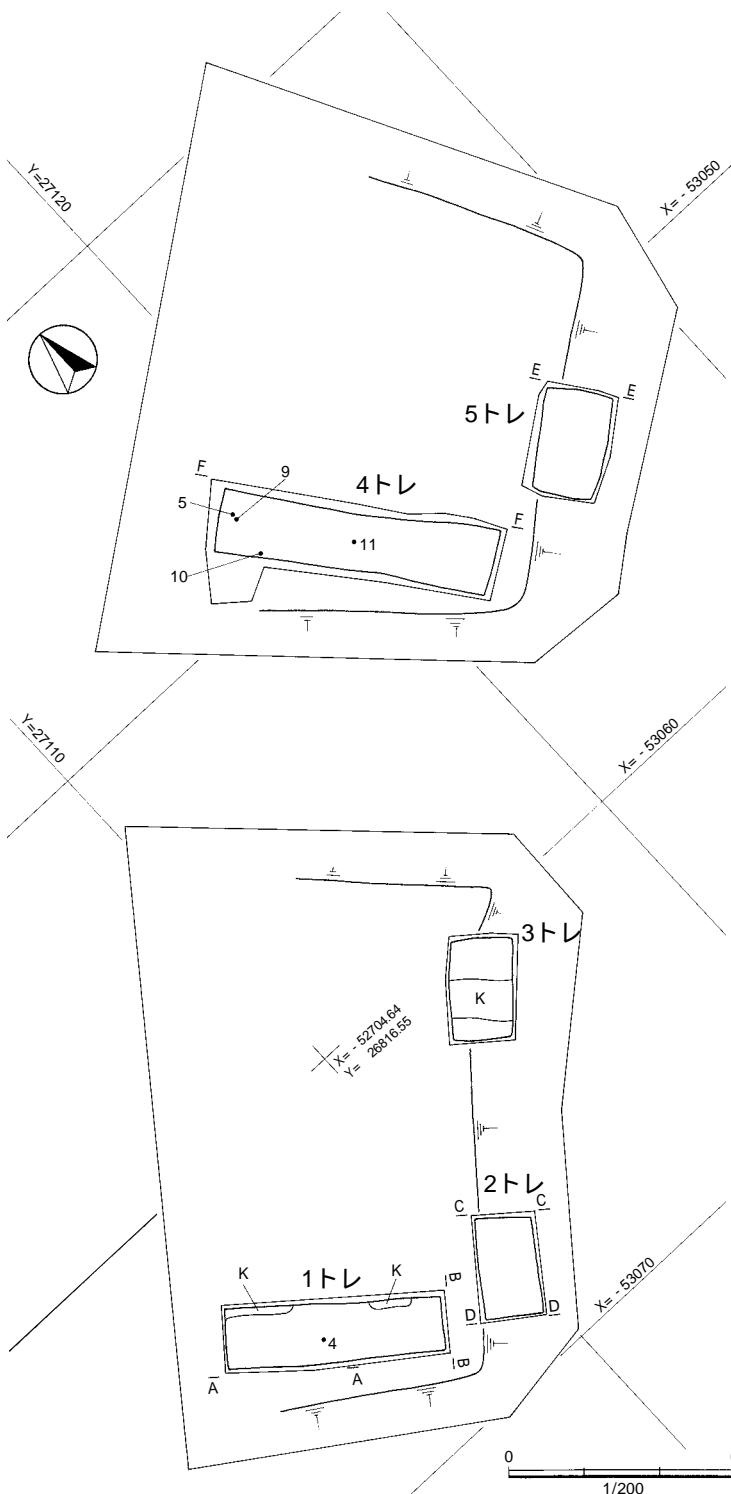 Y=27120
X= - 53050
E
E
5トレ
F
9
4トレ
5
F
11
10
Y=27110
X= - 53060
3トレ
K
X= - 52704.64
Y= 26816.55
2トレ
C
C
K
1トレ
K
B
X= - 53070
D
D
4
B
A
A
0
1/200